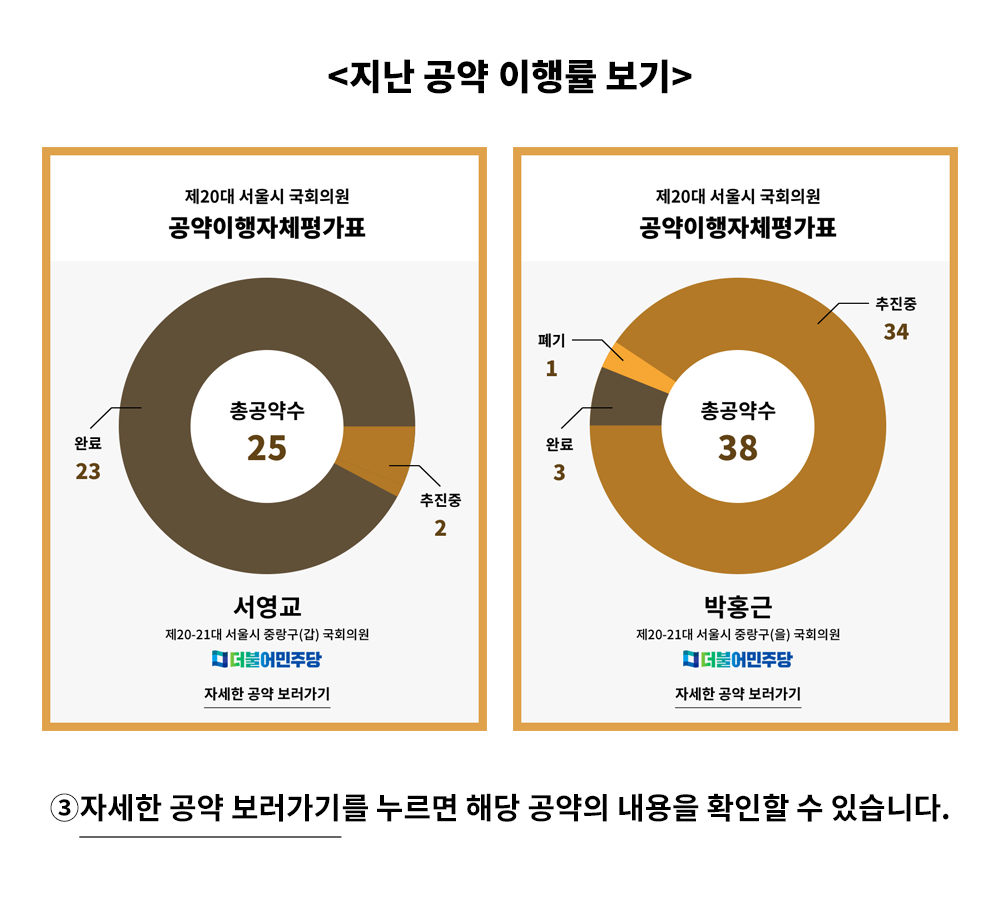 <지난 공약 이행률 보기>
제20대 서울시 국회의원
공약이행자체평가표
총공약수
25
완료
23
추진중
2
서영교
제20-21대 서울시 중랑구(갑) 국회의원
더불어민주당
자세한 공약 보러가기
제20대 서울시 국회의원
공약이행자체평가표
추진중
34
폐기
1
총공약수
38
완료
3
박홍근
제20-21대 서울시 중랑구(을) 국회의원
더불어민주당
자세한 공약 보러가기
③자세한 공약 보러가기를 누르면 해당 공약의 내용을 확인할 수 있습니다.